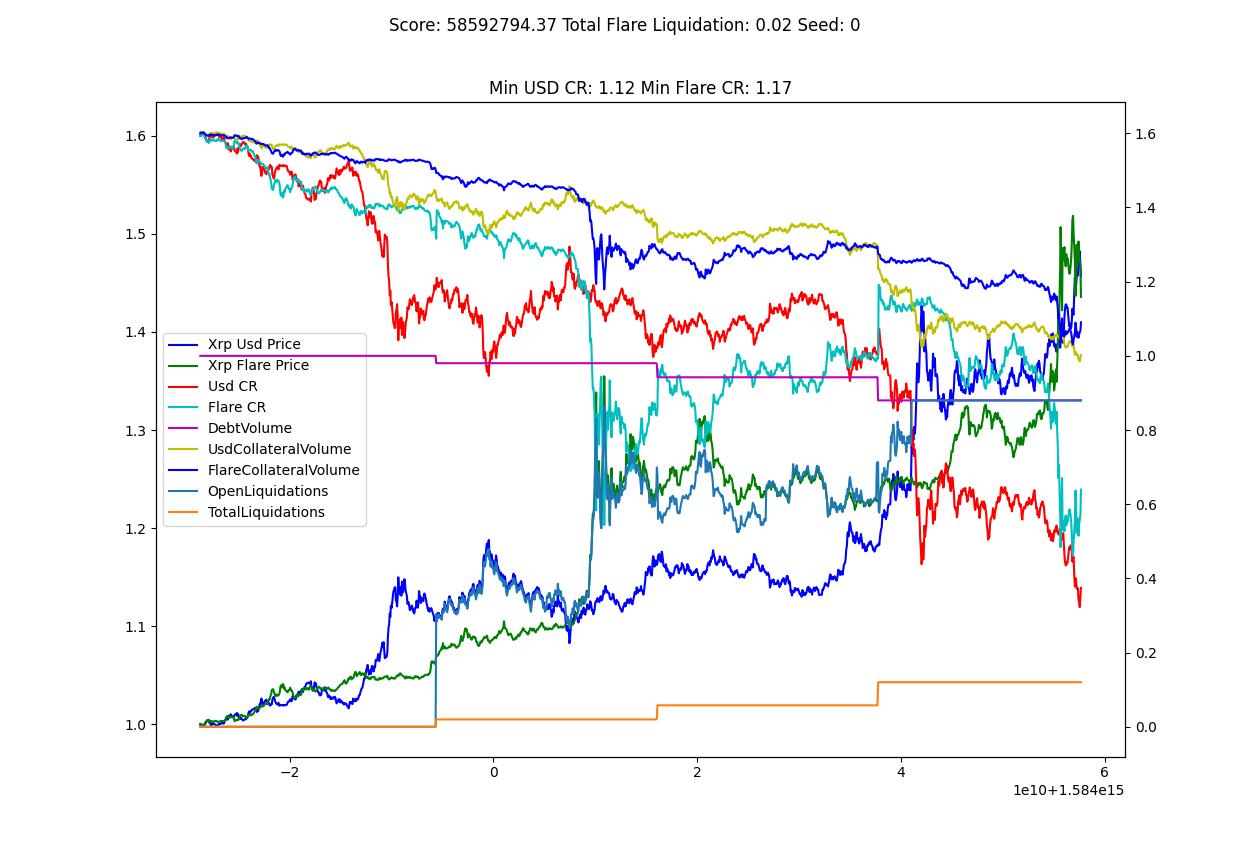 Score: 58592794.37 Total Flare Liquidation: 0.02 Seed: 0
Min USD CR: 1.12 Min Flare CR: 1.17
1.6
1.5
1.4
1.3
1.2
1.1
1.0
1.6
1.4
1.2
1.0
0.8
0.6
0.4
0.2
0.0
Xrp Usd Price
Xrp Flare Price
Usd CR
Flare CR
DebtVolume
UsdCollateralVolume
FlareCollateralVolume
OpenLiquidations
TotalLiquidations
−2
0
2
4
6
1e10+1.584e15